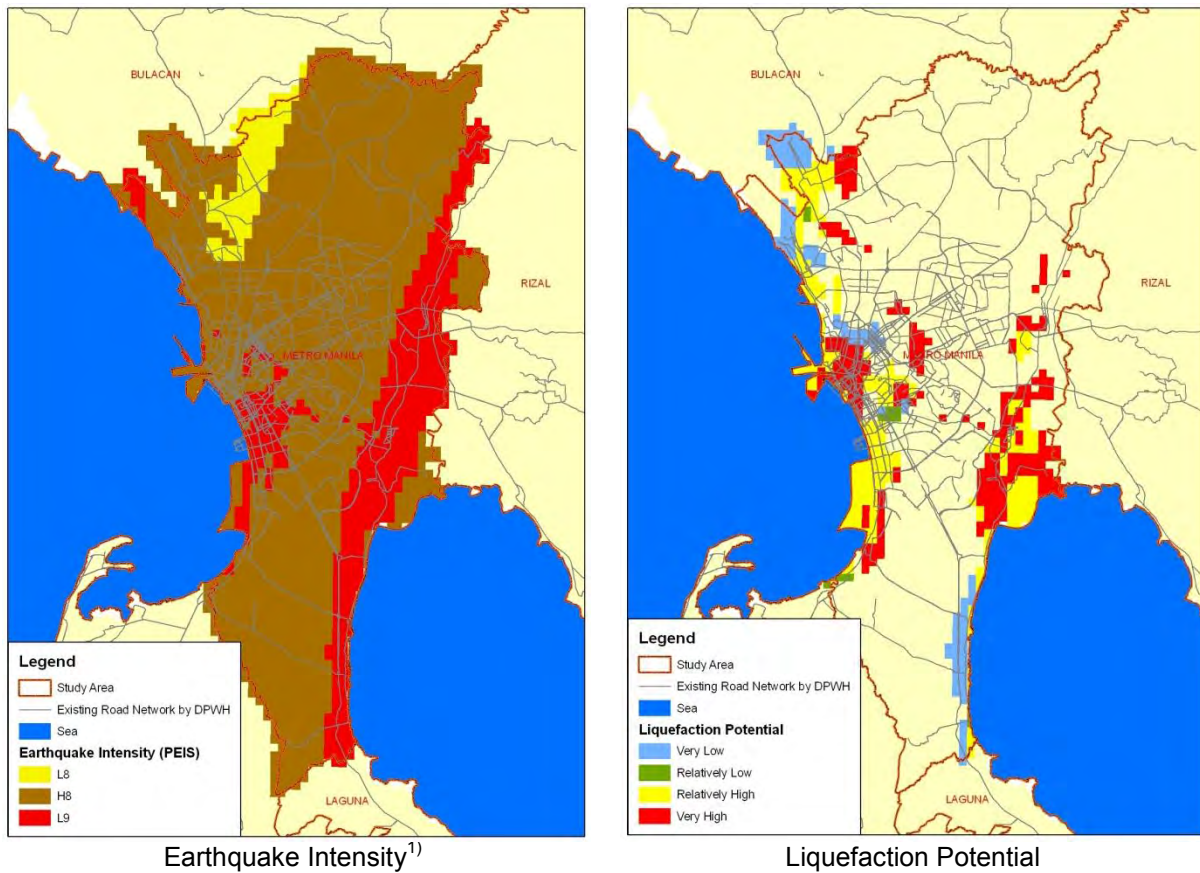 BULACAN
RIZAL
METRO MANILA
LAGUNA
Legend
Study Area
Existing Road Network by DPWH
Sea
Earthquake Intensity (PEIS)
L8
H8
L9
Earthquake Intensity1)
BULACAN
RIZAL
METRO MANILA
LAGUNA
Legend
Study Area
Existing Road Network by DPWH
Sea
Liquefaction Potential
Very Low
Relatively Low
Relatively High
Very High
Liquefaction Potential